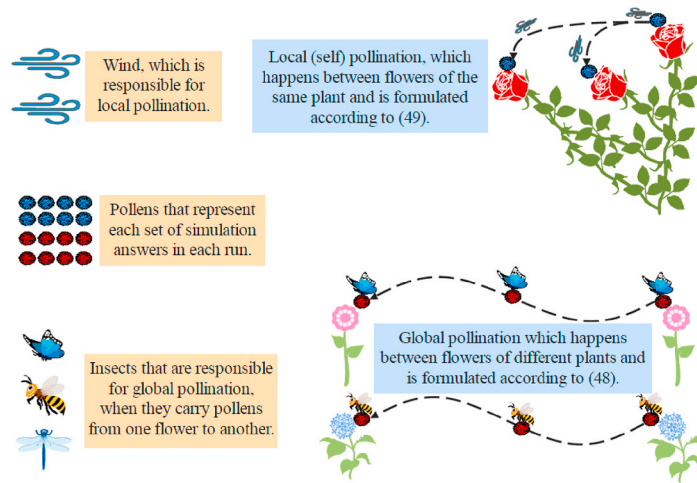 Wind, which is
responsible for
local pollination.
Local (self) pollination, which
happens between flowers of the
same plant and is formulated
according to (49).
Pollens that represent
each set of simulation
answers in each run.
Insects that are responsible
for global pollination,
when they carry pollens
from one flower to another.
Global pollination which happens
between flowers of different plants and
is formulated according to (48).